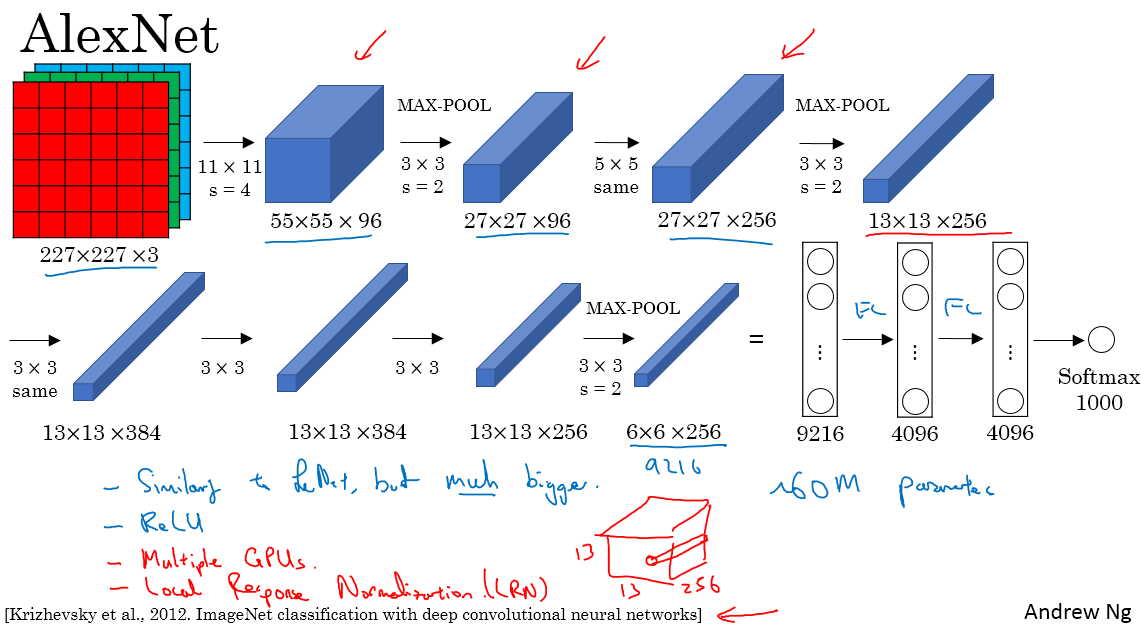 AlexNet
MAX-POOL
MAX-POOL
11 × 11
s = 4
3 × 3
s = 2
5 × 5
same
3 × 3
s = 2
227×227 ×3
55×55 × 96
27×27 ×96
27×27 ×256
13×13 ×256
MAX-POOL
3 × 3
same
3 × 3
3 × 3
3 × 3
s = 2
=
FC
FC
⋮
⋮
⋮
Softmax
1000
13×13 ×384
13×13 ×384
13×13 ×256
6×6 ×256
9216
4096
4096
9216
- Similar to LeNet, but much bigger.
~60M parameters
- ReLU
- Multiple GPUs.
- Local Response Normalization (LRN)
13
13
256
[Krizhevsky et al., 2012. ImageNet classification with deep convolutional neural networks]
Andrew Ng